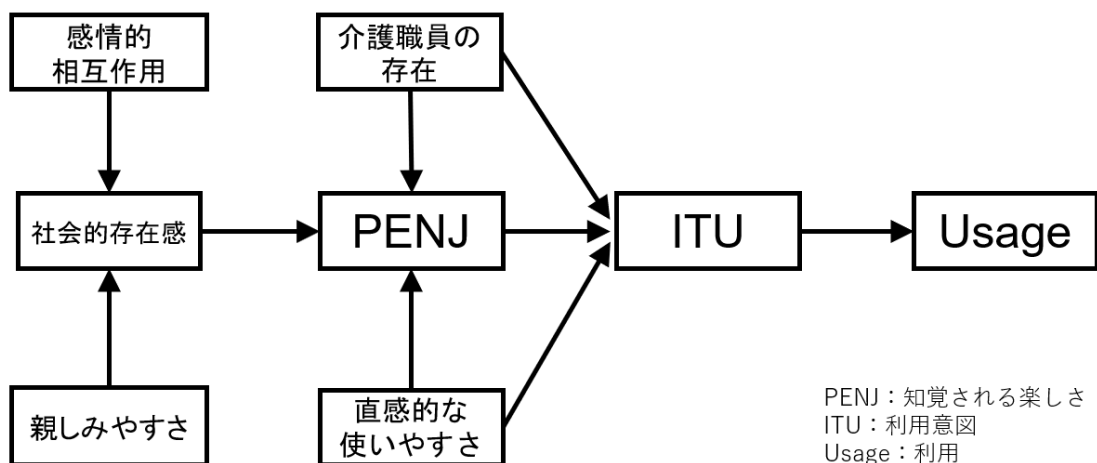 感情的
相互作用
介護職員の
存在
社会的存在感
PENJ
ITU
Usage
親しみやすさ
直感的な
使いやすさ
PENJ：知覚される楽しさ
ITU：利用意図
Usage：利用